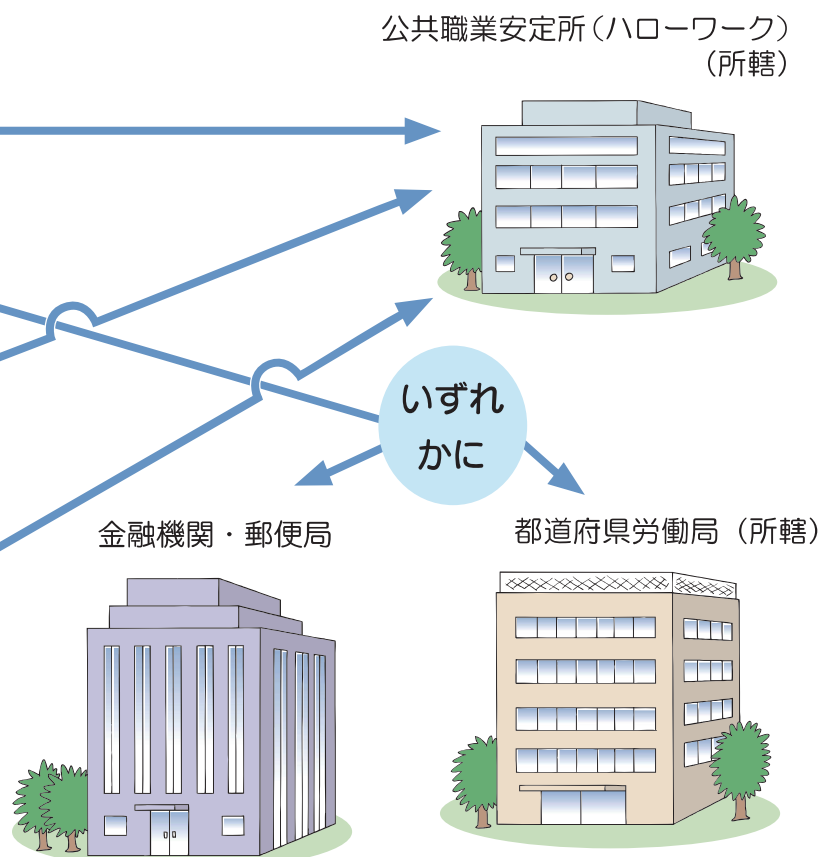 公共職業安定所（ハローワーク）
（所轄）
いずれ
かに
金融機関・郵便局
都道府県労働局（所轄）